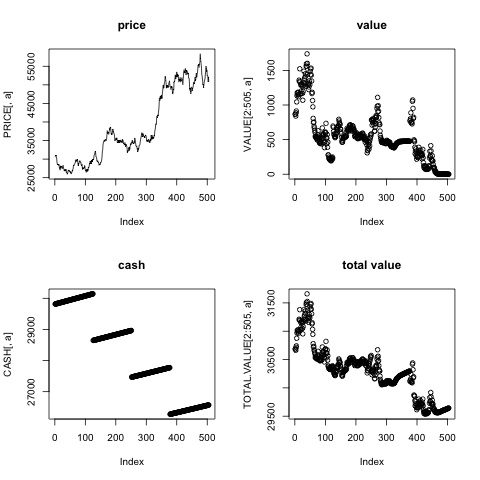 price
PRICE[, a]
25000 35000 45000 55000
0 100 200 300 400 500
Index
value
VALUE[2:505, a]
0 500 1000 1500
0 100 200 300 400 500
Index
cash
CASH[, a]
27000 29000
0 100 200 300 400 500
Index
total value
TOTAL.VALUE[2:505, a]
29500 30500 31500
0 100 200 300 400 500
Index